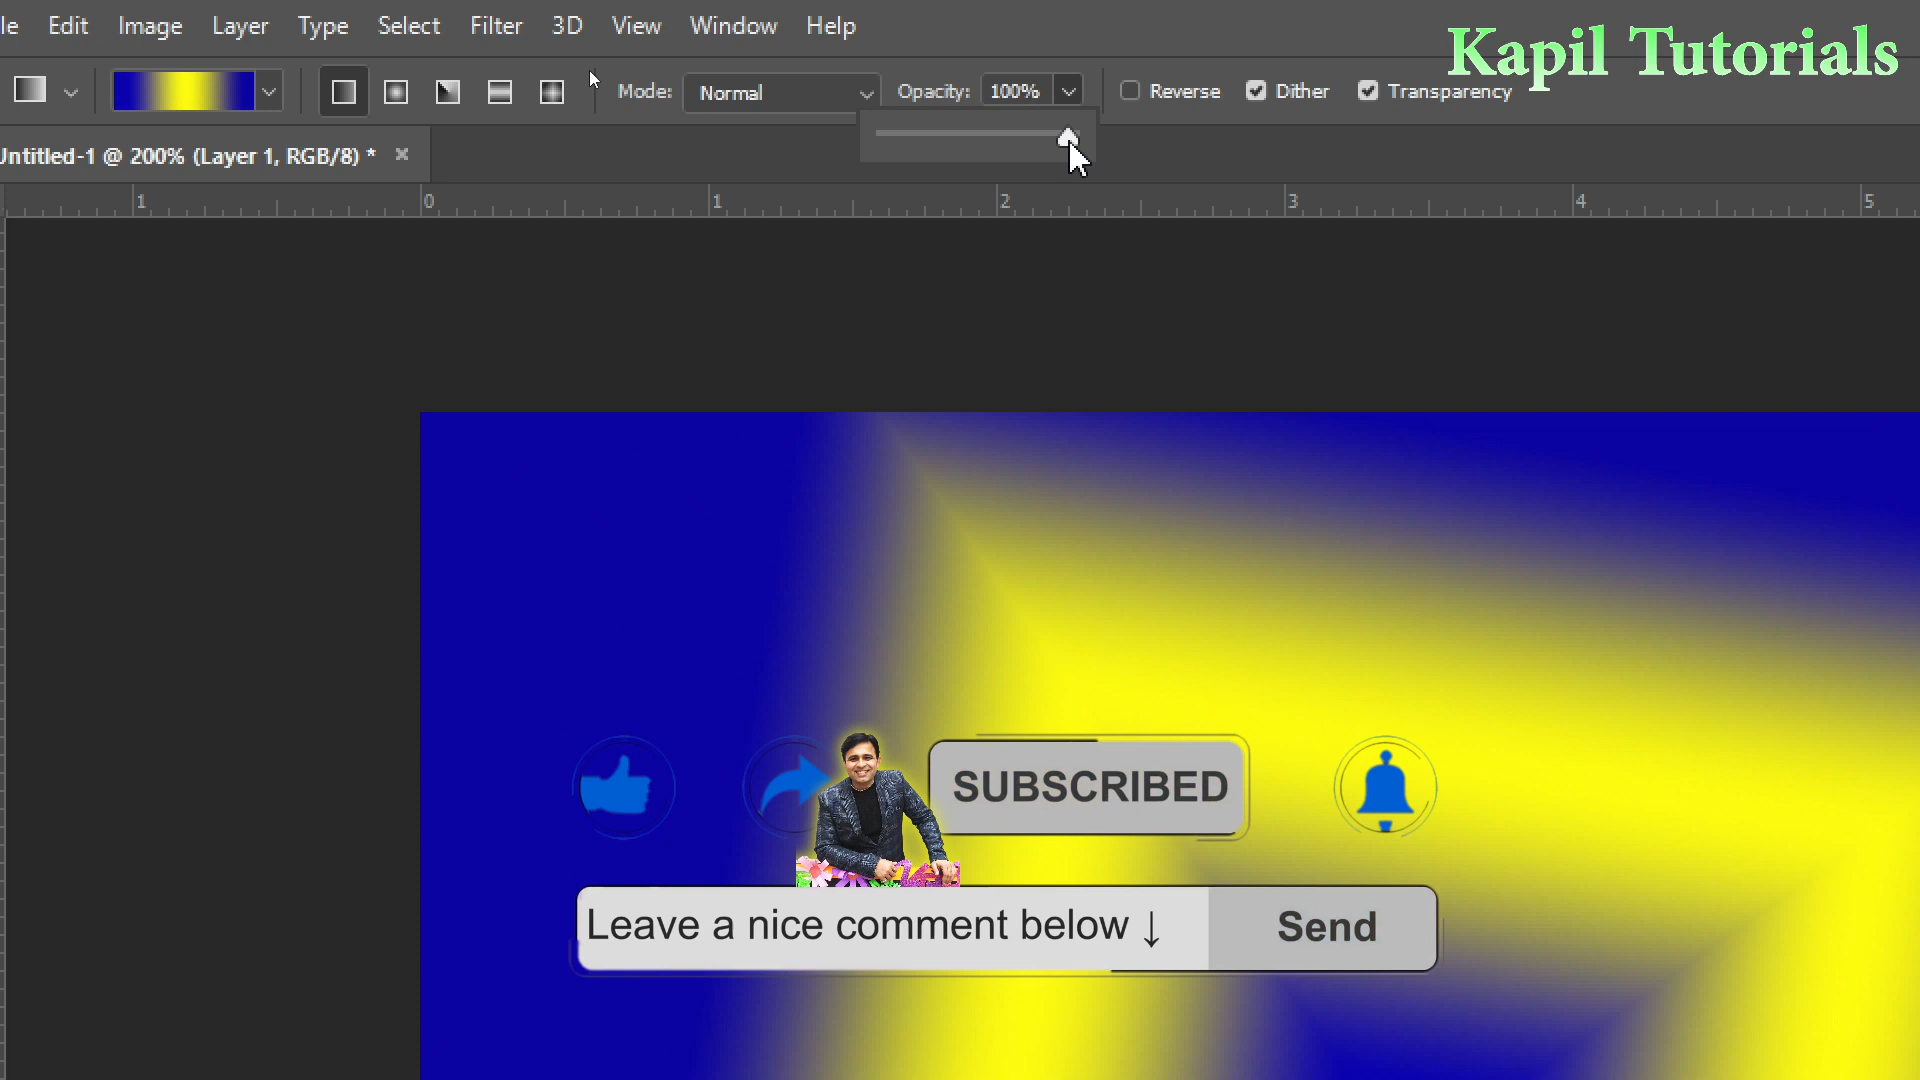 le Edit Image Layer Type Select Filter 3D View Window Help
Kapil Tutorials
Mode: Normal Opacity: 100% Reverse Dither Transparency
Untitled-1 @ 200% (Layer 1, RGB/8) *
1 0 1 2 3 4 5
SUBSCRIBED
Leave a nice comment below ↓ Send